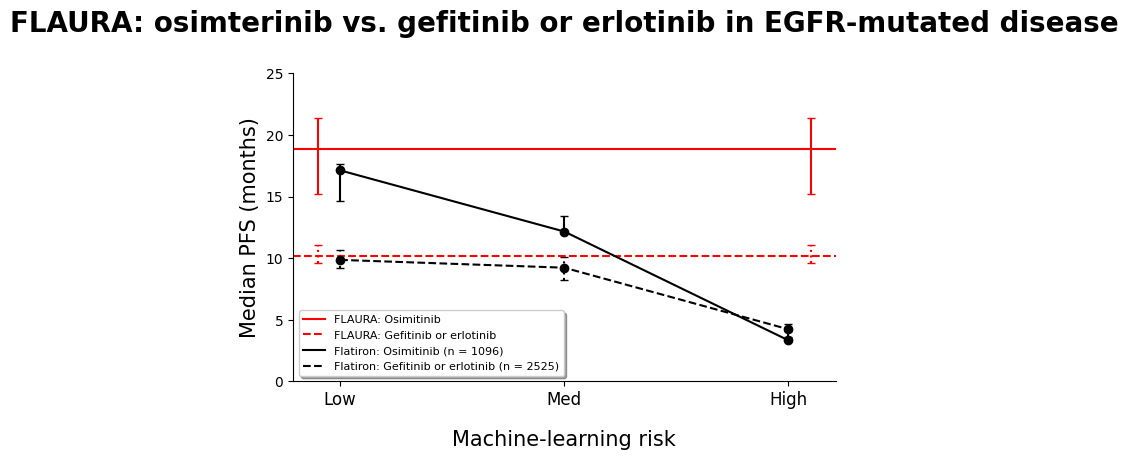 FLAURA: osimterinib vs. gefitinib or erlotinib in EGFR-mutated disease
25
20
15
10
5
0
Median PFS (months)
FLAURA: Osimitinib
FLAURA: Gefitinib or erlotinib
Flatiron: Osimitinib (n = 1096)
Flatiron: Gefitinib or erlotinib (n = 2525)
Low
Med
High
Machine-learning risk